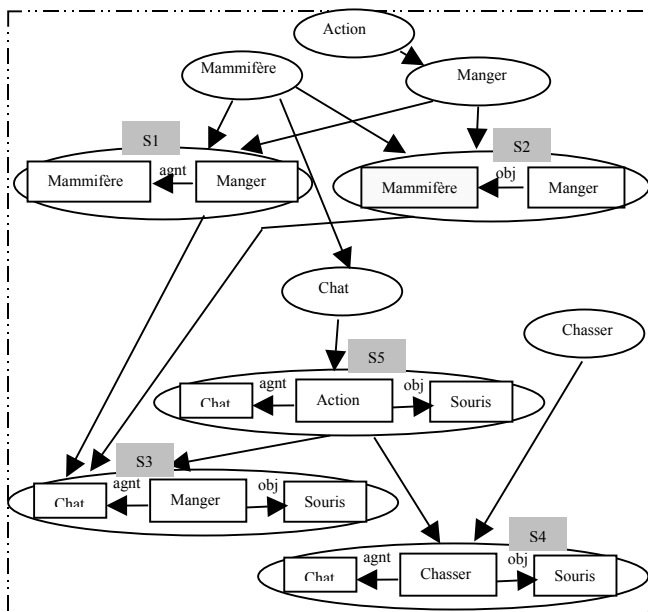 Action
Mammifère
Manger
S1
S2
Mammifère
agnt
Manger
Mammifère
obj
Manger
Chat
Chasser
S5
Chat
agnt
Action
obj
Souris
S3
Chat
agnt
Manger
obj
Souris
S4
Chat
agnt
Chasser
obj
Souris